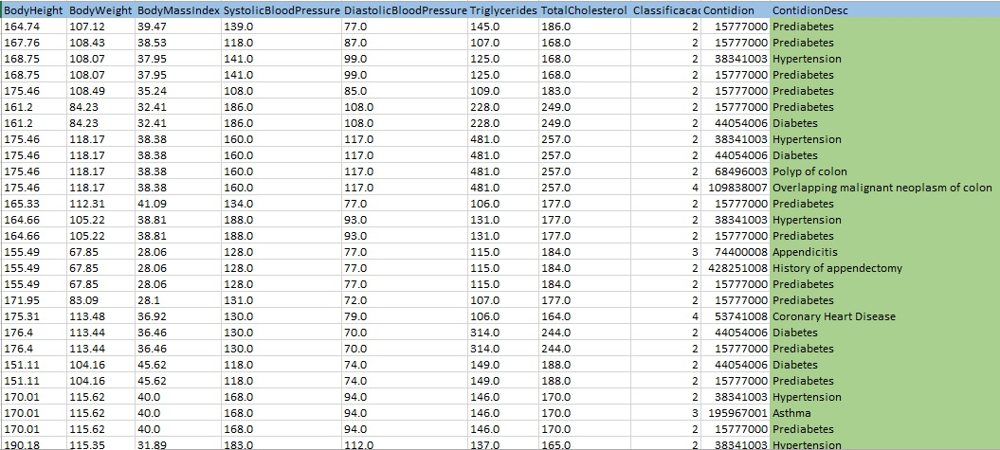 BodyHeight BodyWeight BodyMassIndex SystolicBloodPressure DiastolicBloodPressure Triglycerides TotalCholesterol Classificacac Contidion ContidionDesc
164.74 107.12 39.47 139.0 77.0 145.0 186.0 2 15777000 Prediabetes
167.76 108.43 38.53 118.0 87.0 107.0 168.0 2 15777000 Prediabetes
168.75 108.07 37.95 141.0 99.0 125.0 168.0 2 38341003 Hypertension
168.75 108.07 37.95 141.0 99.0 125.0 168.0 2 15777000 Prediabetes
175.46 108.49 35.24 108.0 85.0 109.0 183.0 2 15777000 Prediabetes
161.2 84.23 32.41 186.0 108.0 228.0 249.0 2 15777000 Prediabetes
161.2 84.23 32.41 186.0 108.0 228.0 249.0 2 44054006 Diabetes
175.46 118.17 38.38 160.0 117.0 481.0 257.0 2 38341003 Hypertension
175.46 118.17 38.38 160.0 117.0 481.0 257.0 2 44054006 Diabetes
175.46 118.17 38.38 160.0 117.0 481.0 257.0 2 68496003 Polyp of colon
175.46 118.17 38.38 160.0 117.0 481.0 257.0 4 109838007 Overlapping malignant neoplasm of colon
165.33 112.31 41.09 134.0 77.0 106.0 177.0 2 15777000 Prediabetes
164.66 105.22 38.81 188.0 93.0 131.0 177.0 2 38341003 Hypertension
164.66 105.22 38.81 188.0 93.0 131.0 177.0 2 15777000 Prediabetes
155.49 67.85 28.06 128.0 77.0 115.0 184.0 3 74400008 Appendicitis
155.49 67.85 28.06 128.0 77.0 115.0 184.0 2 428251008 History of appendectomy
155.49 67.85 28.06 128.0 77.0 115.0 184.0 2 15777000 Prediabetes
171.95 83.09 28.1 131.0 72.0 107.0 177.0 2 15777000 Prediabetes
175.31 113.48 36.92 130.0 79.0 106.0 164.0 4 53741008 Coronary Heart Disease
176.4 113.44 36.46 130.0 70.0 314.0 244.0 2 44054006 Diabetes
176.4 113.44 36.46 130.0 70.0 314.0 244.0 2 15777000 Prediabetes
151.11 104.16 45.62 118.0 74.0 149.0 188.0 2 44054006 Diabetes
151.11 104.16 45.62 118.0 74.0 149.0 188.0 2 15777000 Prediabetes
170.01 115.62 40.0 168.0 94.0 146.0 170.0 2 38341003 Hypertension
170.01 115.62 40.0 168.0 94.0 146.0 170.0 3 195967001 Asthma
170.01 115.62 40.0 168.0 94.0 146.0 170.0 2 15777000 Prediabetes
190.18 115.35 31.89 183.0 112.0 137.0 165.0 2 38341003 Hypertension